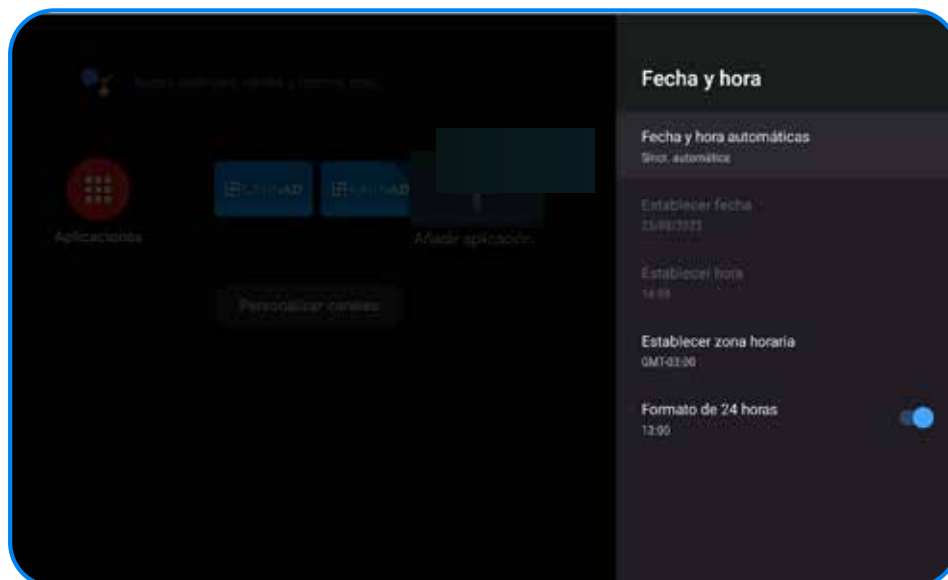 Aplicaciones
Añadir aplicación.
Personalizar canales
Fecha y hora
Fecha y hora automáticas
Sincr. automática
Establecer fecha
Establecer hora
Establecer zona horaria
GMT-03:00
Formato de 24 horas
13:00